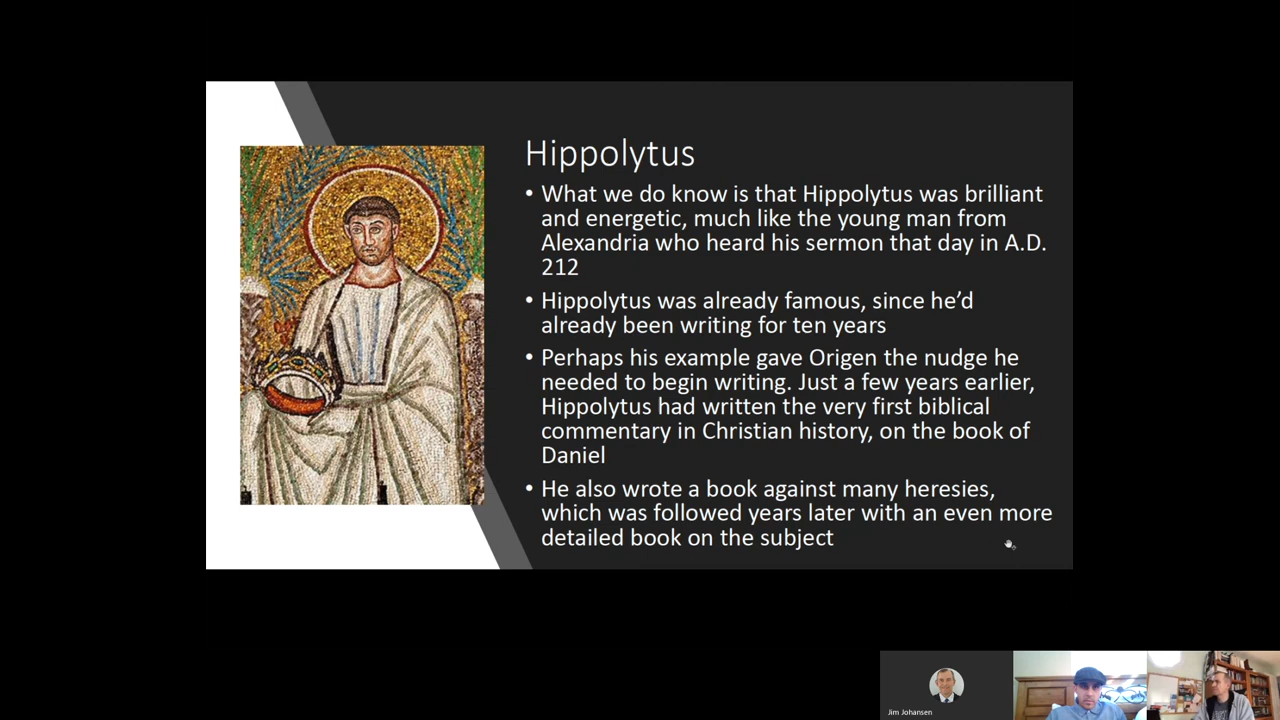 Hippolytus
• What we do know is that Hippolytus was brilliant
and energetic, much like the young man from
Alexandria who heard his sermon that day in A.D.
212
• Hippolytus was already famous, since he’d
already been writing for ten years
• Perhaps his example gave Origen the nudge he
needed to begin writing. Just a few years earlier,
Hippolytus had written the very first biblical
commentary in Christian history, on the book of
Daniel
• He also wrote a book against many heresies,
which was followed years later with an even more
detailed book on the subject
Jim Johansen